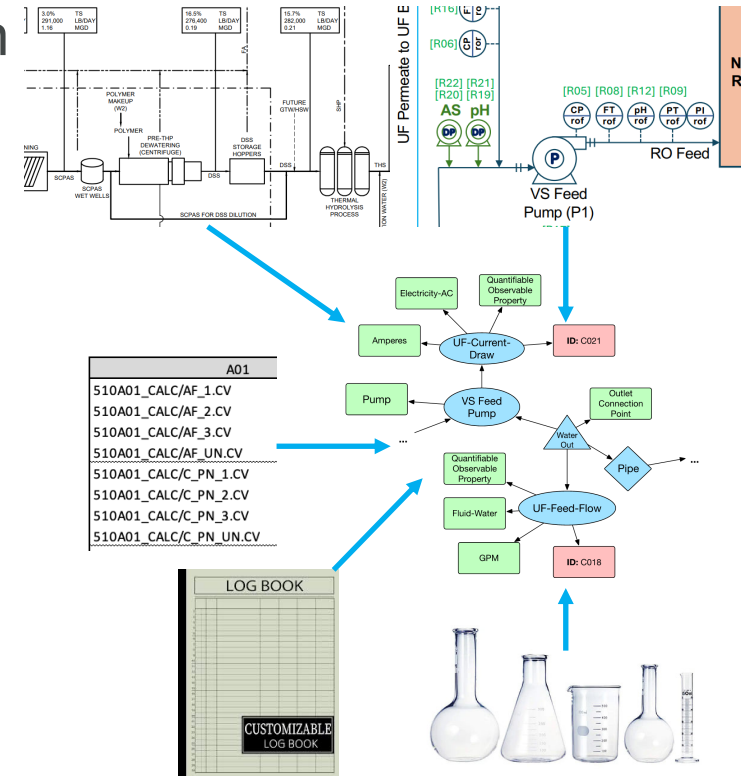 3.0% TS
291,000 LB/DAY
1.16 MGD
16.5% TS
276,400 LB/DAY
0.19 MGD
15.7% TS
282,000 LB/DAY
0.21 MGD
FA
POLYMER
MAKEUP
(W2)
POLYMER
PRE-THP
DEWATERING
(CENTRIFUGE)
DSS
STORAGE
HOPPERS
FUTURE
GTW/HSW
SHP
NING
SCPAS
SCPAS
WET WELLS
DSS
DSS
THS
THERMAL
HYDROLYSIS
PROCESS
ION WATER (W2)
SCPAS FOR DSS DILUTION
UF Permeate to UF B
[R16]
[R06]
CP
ror
[R22] [R21]
[R20] [R19]
AS pH
DP DP
P
VS Feed
Pump (P1)
[R05] [R08] [R12] [R09]
CP FT pH PT PI
rof rof rof rof rof
RO Feed
N
R
Electricity-AC
Quantifiable
Observable
Property
Amperes
UF-Current-
Draw
ID: C021
Pump
VS Feed
Pump
Outlet
Connection
Point
Water
Out
Pipe
...
...
Quantifiable
Observable
Property
Fluid-Water
UF-Feed-Flow
GPM
ID: C018
A01
510A01_CALC/AF_1.CV
510A01_CALC/AF_2.CV
510A01_CALC/AF_3.CV
510A01_CALC/AF_UN.CV
510A01_CALC/C_PN_1.CV
510A01_CALC/C_PN_2.CV
510A01_CALC/C_PN_3.CV
510A01_CALC/C_PN_UN.CV
LOG BOOK
CUSTOMIZABLE
LOG BOOK